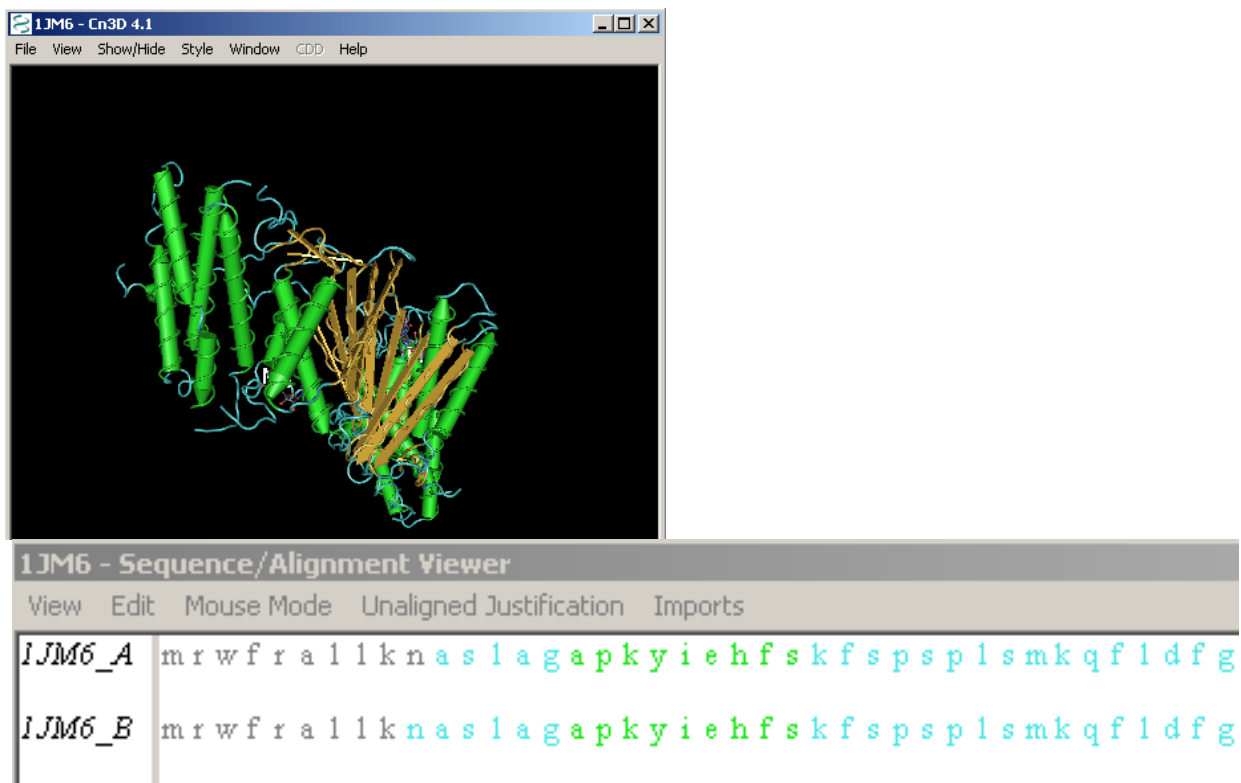 1JM6 - Cn3D 4.1
File View Show/Hide Style Window CDD Help
1JM6 - Sequence/Alignment Viewer
View Edit Mouse Mode Unaligned Justification Imports
1JM6_A m r w f r a l l k n a s l a g a p k y i e h f s k f s p s p l s m k q f l d f g
1JM6_B m r w f r a l l k n a s l a g a p k y i e h f s k f s p s p l s m k q f l d f g